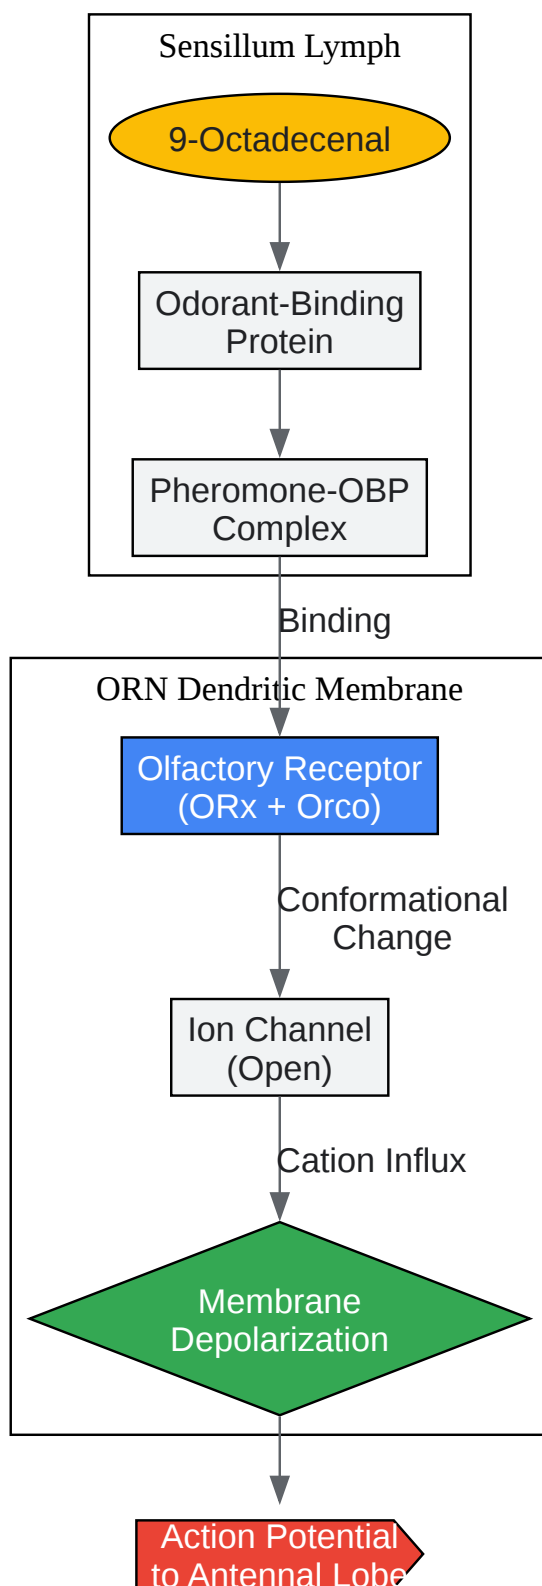 Sensillum Lymph
9-Octadecenal
Odorant-Binding
Protein
Pheromone-OBP
Complex
Binding
ORN Dendritic Membrane
Olfactory Receptor
(ORx + Orco)
Conformational
Change
Ion Channel
(Open)
Cation Influx
Membrane
Depolarization
Action Potential
to Antennal Lobe